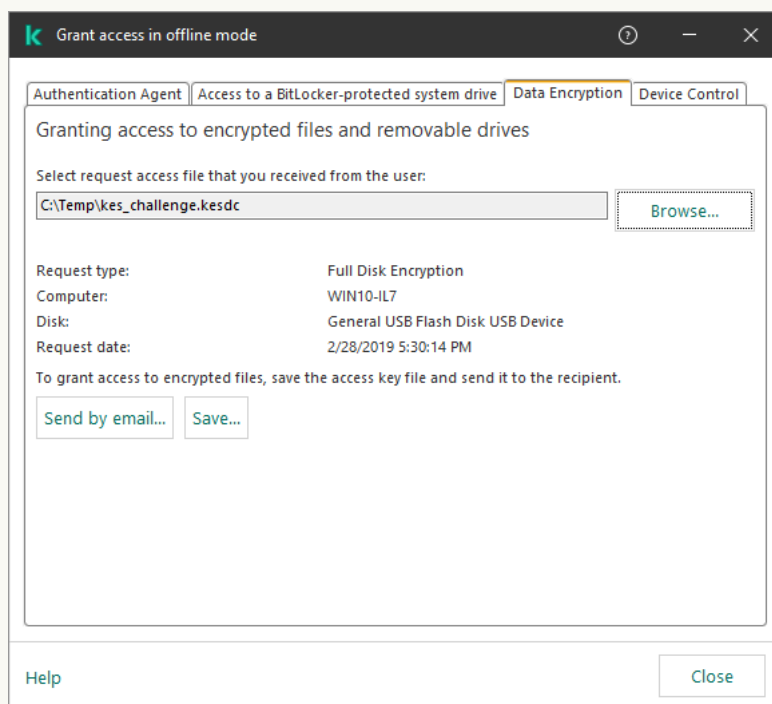 Grant access in offline mode
Authentication Agent Access to a BitLocker-protected system drive Data Encryption Device Control
Granting access to encrypted files and removable drives
Select request access file that you received from the user:
C:\Temp\kes_challenge.kesdc Browse...
Request type: Full Disk Encryption
Computer: WIN10-IL7
Disk: General USB Flash Disk USB Device
Request date: 2/28/2019 5:30:14 PM
To grant access to encrypted files, save the access key file and send it to the recipient.
Send by email... Save...
Help Close